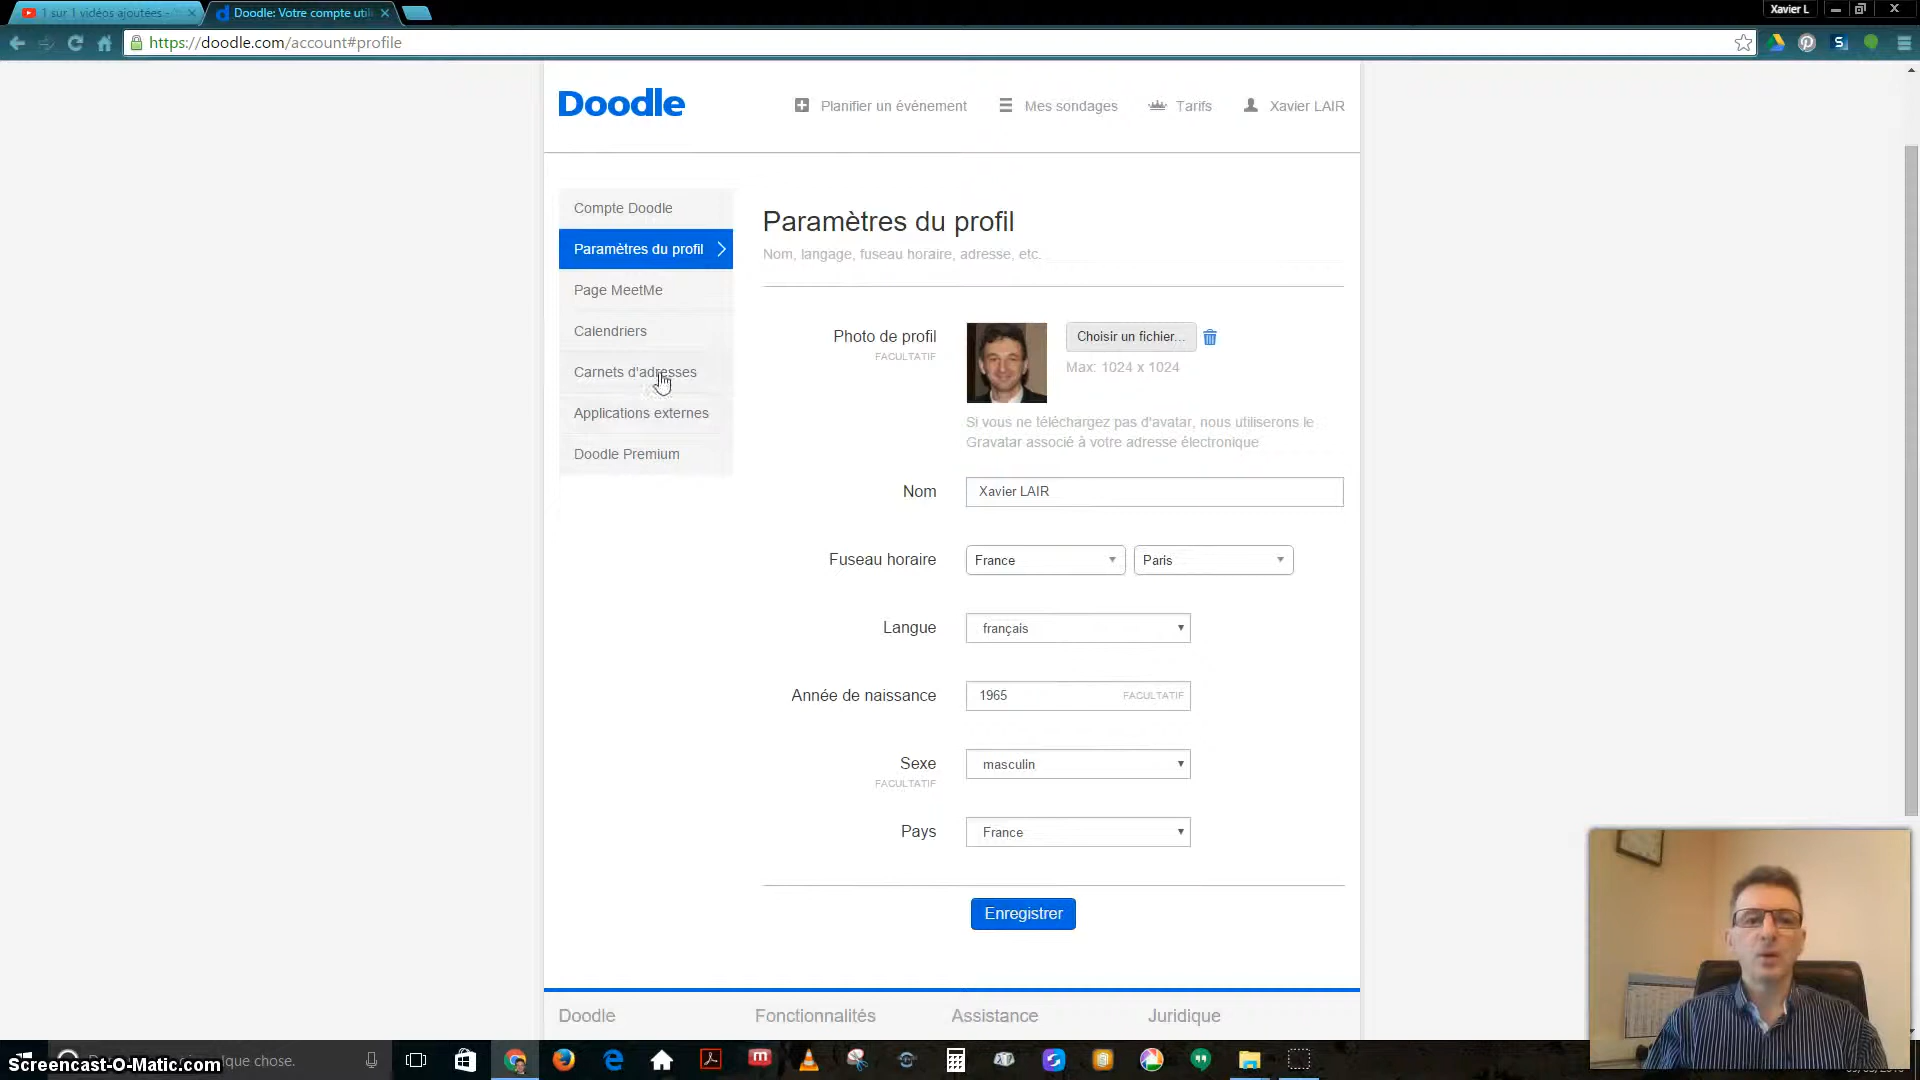 1 sur 1 vidéos ajoutées -
Doodle: Votre compte util
Xavier L
https://doodle.com/account#profile
Doodle
Planifier un événement
Mes sondages
Tarifs
Xavier LAIR
Compte Doodle
Paramètres du profil
Page MeetMe
Calendriers
Carnets d'adresses
Applications externes
Doodle Premium
Paramètres du profil
Nom, langage, fuseau horaire, adresse, etc.
Photo de profil
FACULTATIF
Choisir un fichier...
Max: 1024 x 1024
Si vous ne téléchargez pas d'avatar, nous utiliserons le
Gravatar associé à votre adresse électronique
Nom
Xavier LAIR
Fuseau horaire
France
Paris
Langue
français
Année de naissance
1965
FACULTATIF
Sexe
FACULTATIF
masculin
Pays
France
Enregistrer
Doodle
Fonctionnalités
Assistance
Juridique
Screencast-O-Matic.com
que chose.